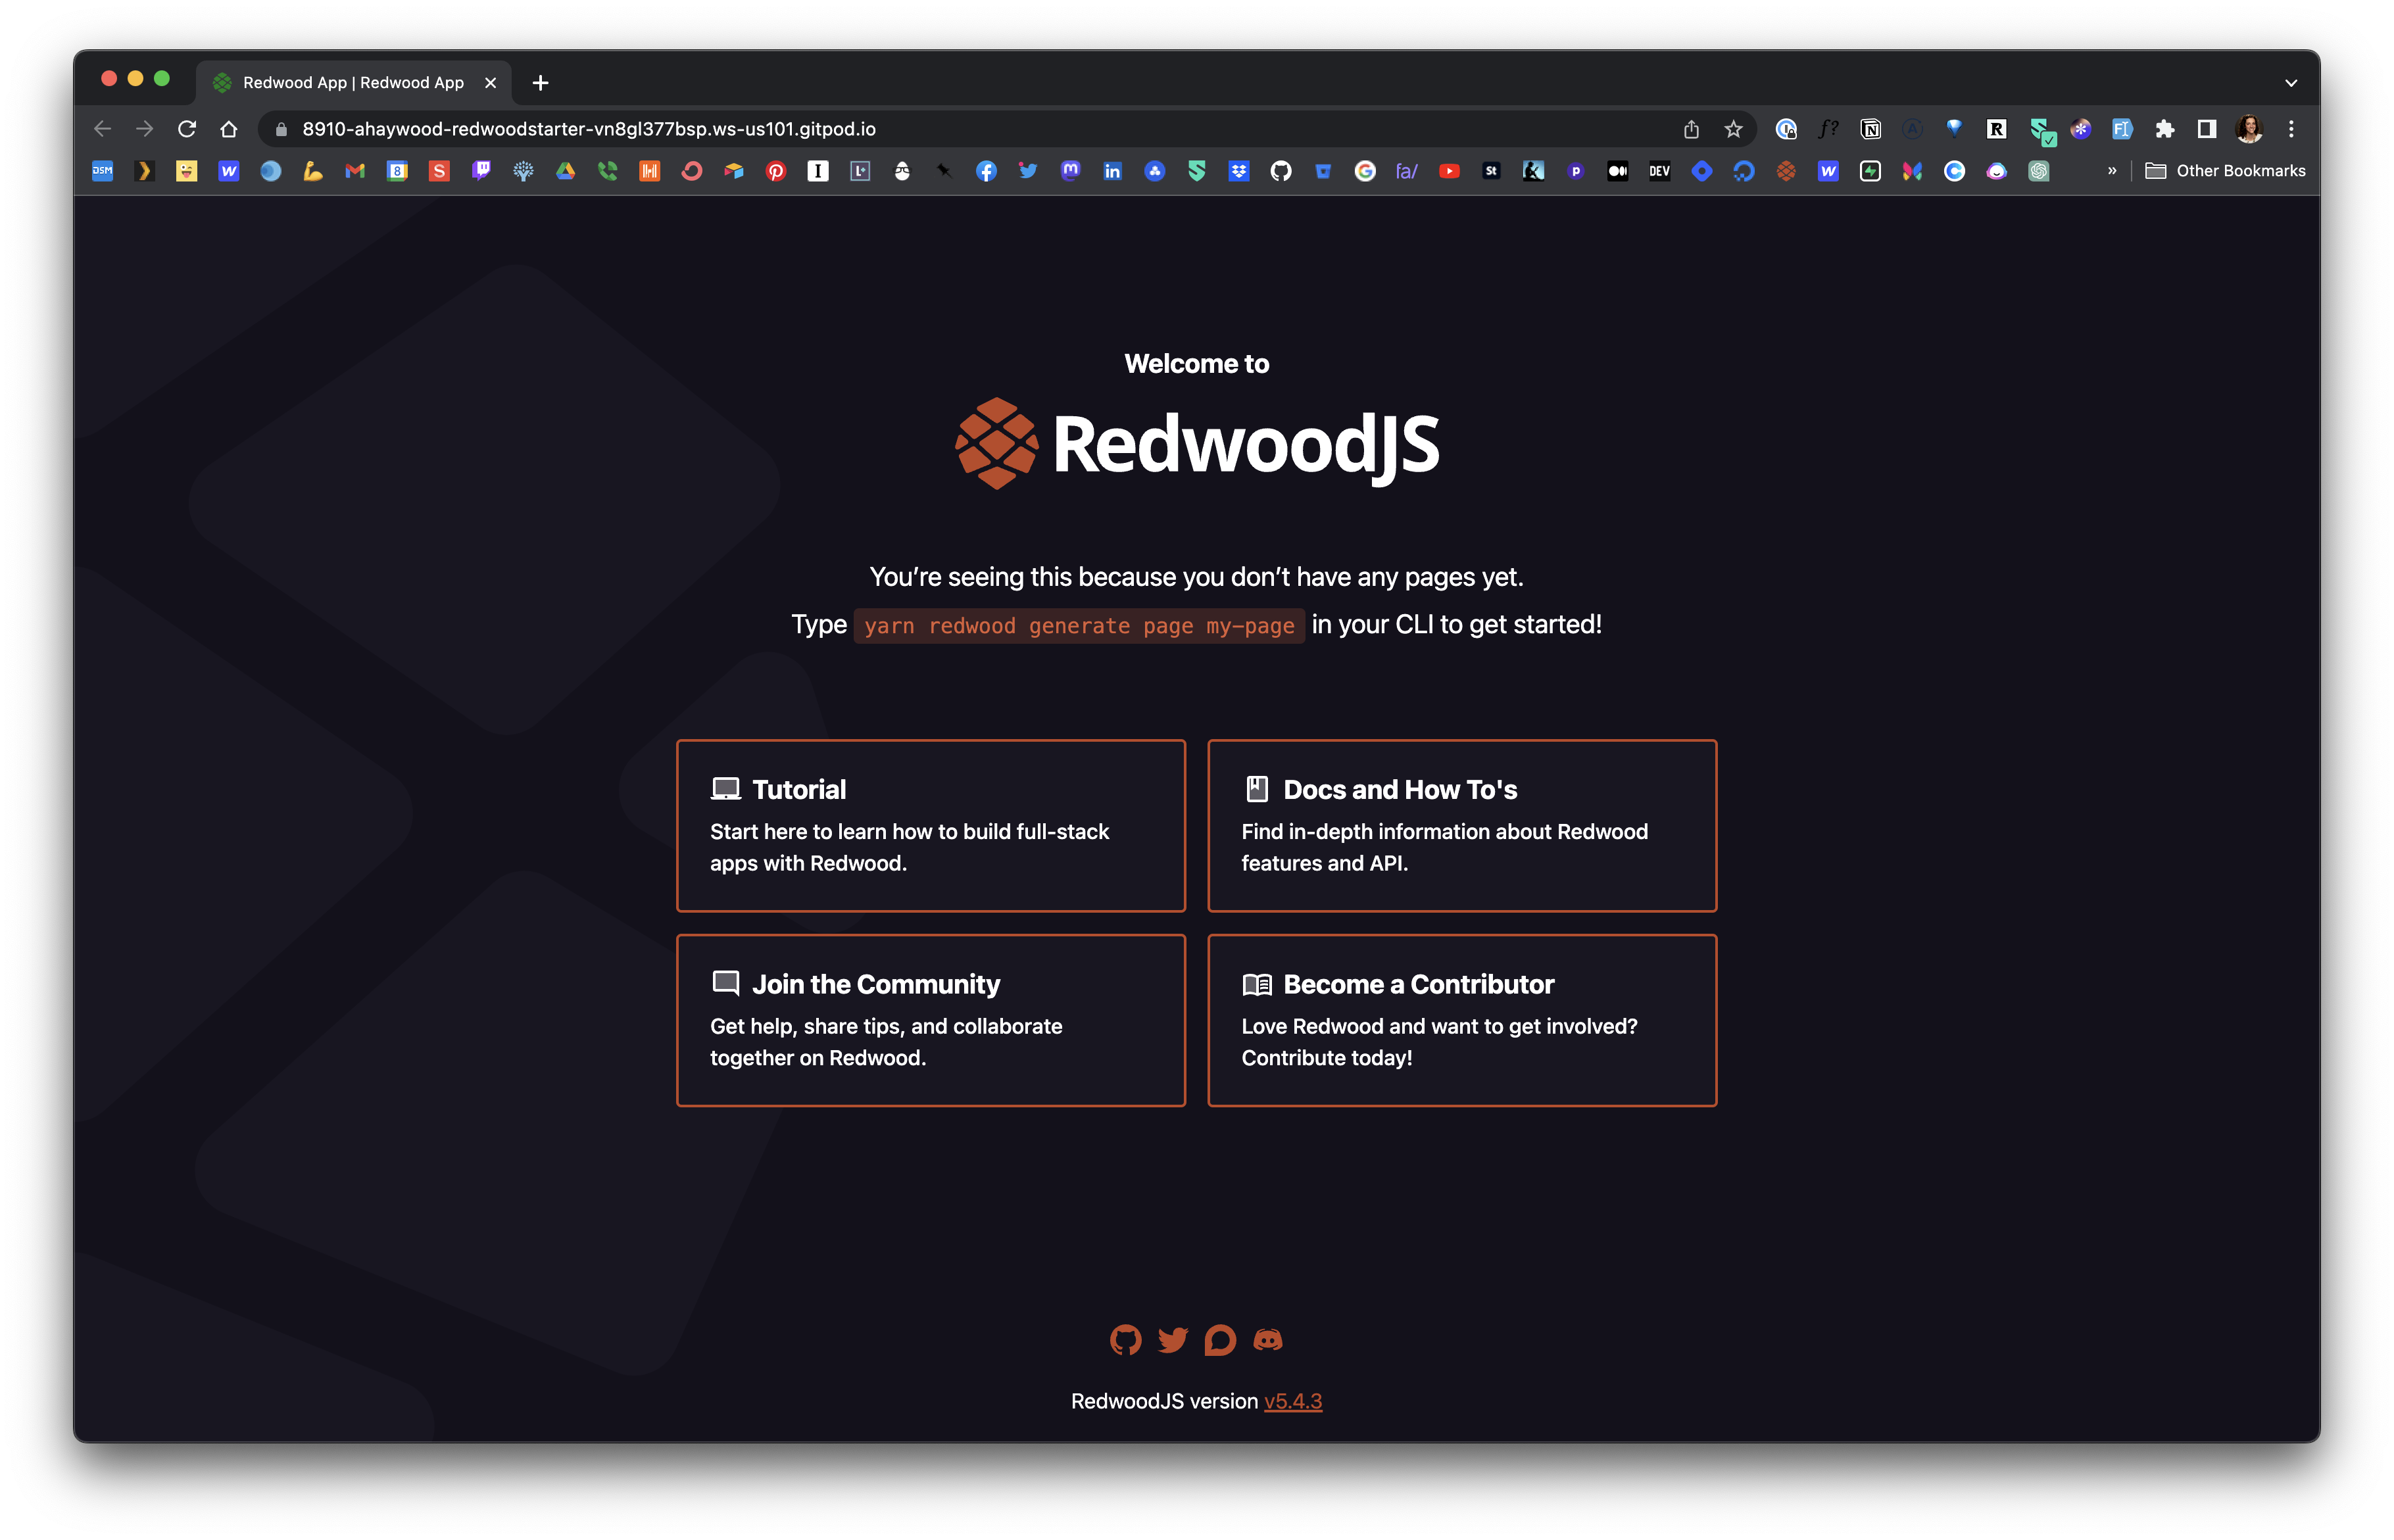 Redwood App | Redwood App
8910-ahaywood-redwoodstarter-vn8gl377bsp.ws-us101.gitpod.io
Other Bookmarks
Welcome to
RedwoodJS
You’re seeing this because you don’t have any pages yet.
Type yarn redwood generate page my-page in your CLI to get started!
Tutorial
Start here to learn how to build full-stack
apps with Redwood.
Docs and How To's
Find in-depth information about Redwood
features and API.
Join the Community
Get help, share tips, and collaborate
together on Redwood.
Become a Contributor
Love Redwood and want to get involved?
Contribute today!
RedwoodJS version v5.4.3